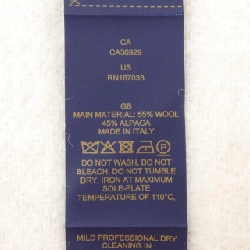 CA
CA36926
US
RN107033
GB
MAIN MATERIAL: 55% WOOL
45% ALPACA
MADE IN ITALY
DO NOT WASH. DO NOT
BLEACH. DO NOT TUMBLE
DRY. IRON AT MAXIMUM
SOLE-PLATE
TEMPERATURE OF 110°C,
MILD PROFESSIONAL DRY
CLEANING IN